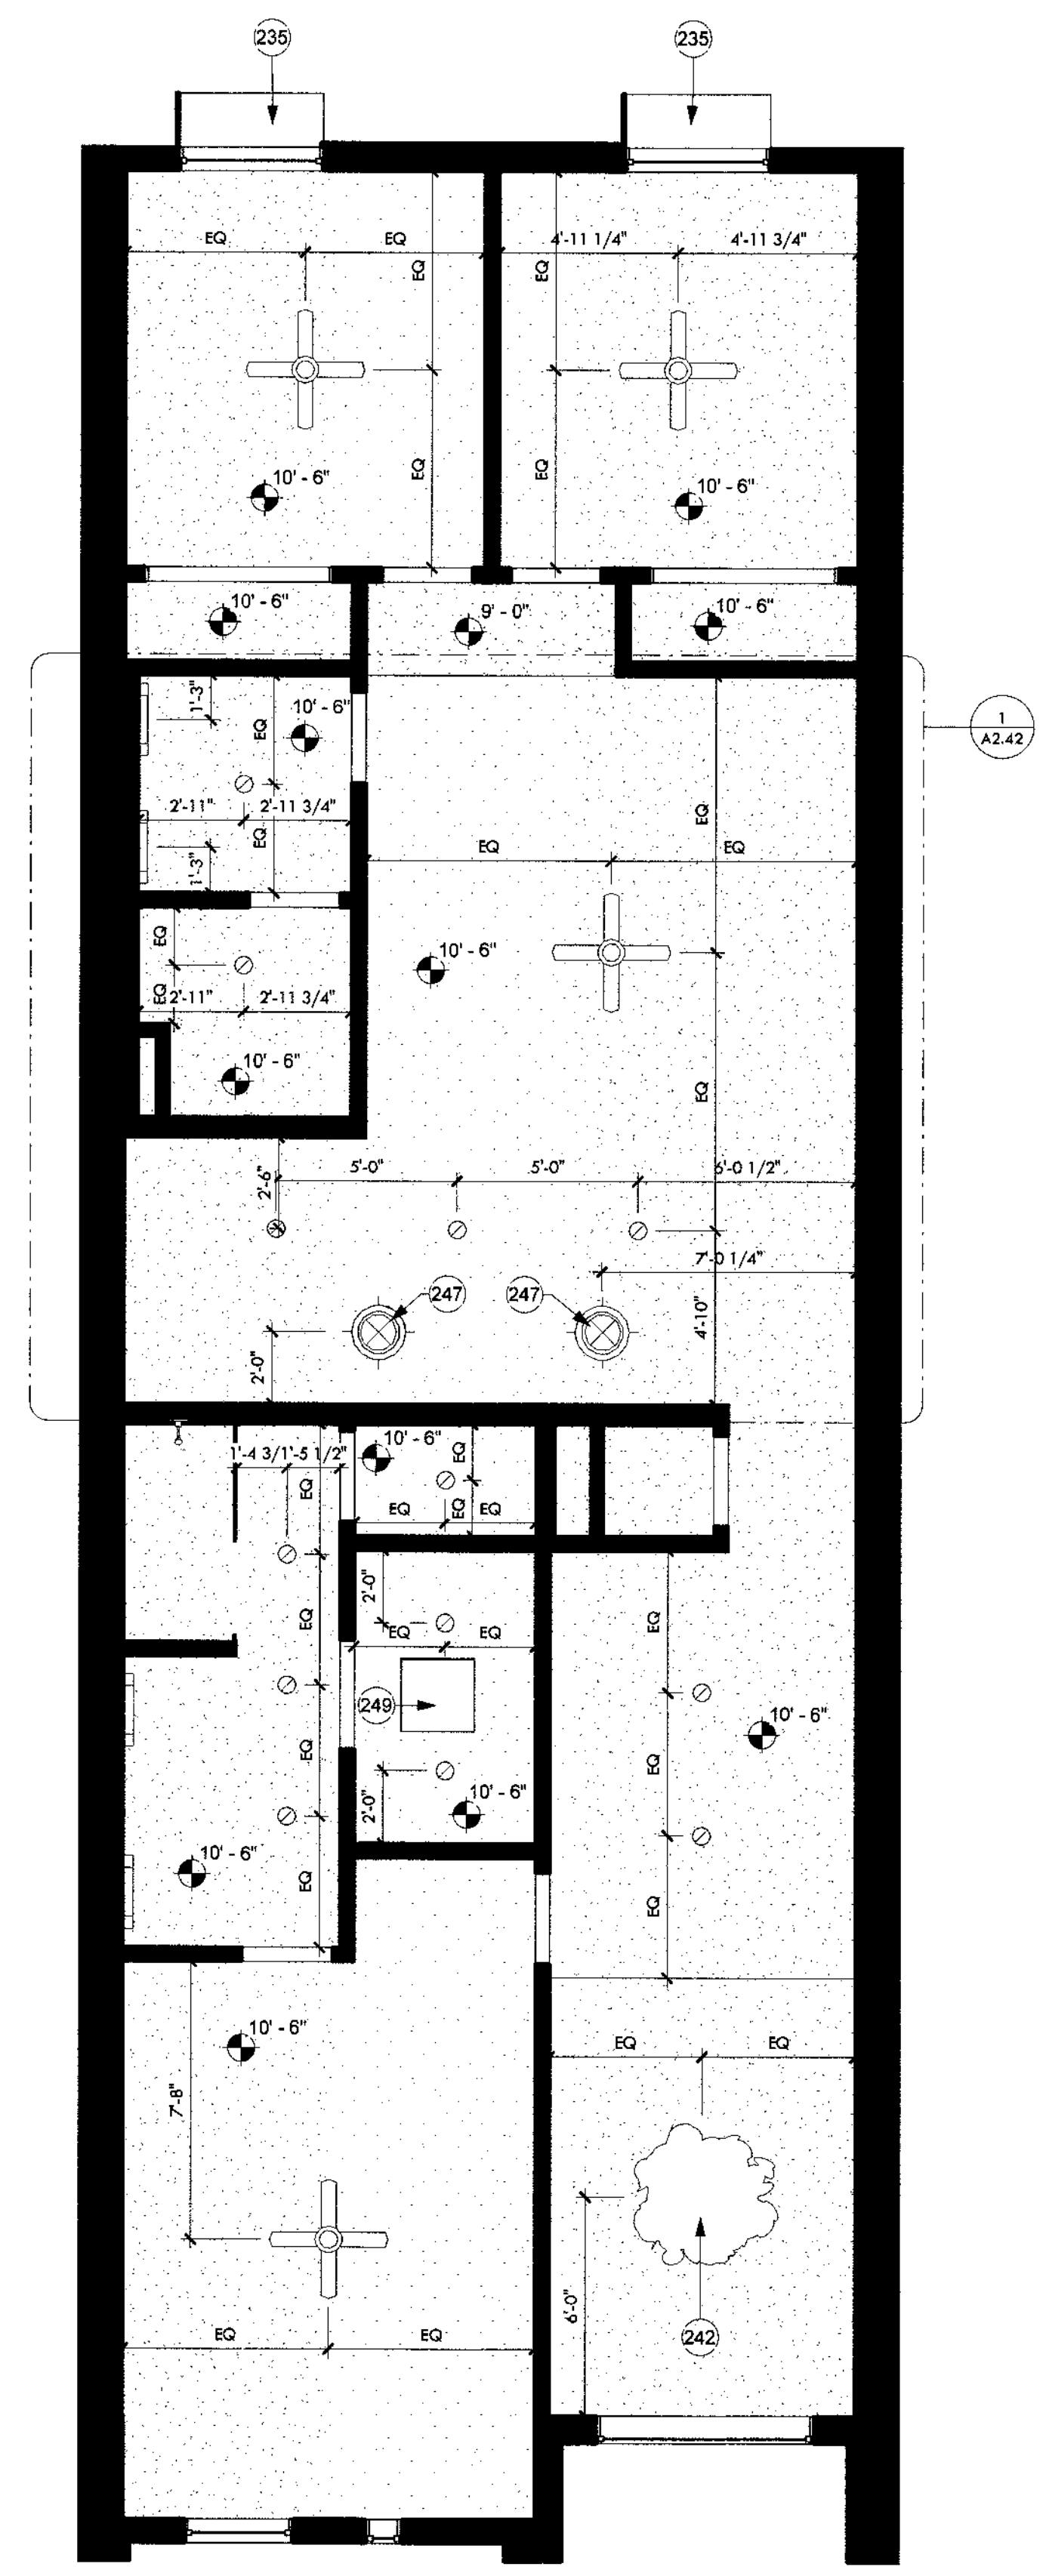 235
235
EQ
EQ
4'-11 1/4"
4'-11 3/4"
EQ
EQ
EQ
EQ
10' - 6"
10' - 6"
10' - 6"
9' - 0"
10' - 6"
1'-3"
EQ
10' - 6"
1
A2.42
2'-11"
2'-11 3/4"
EQ
EQ
EQ
EQ
1'-3"
EQ
10' - 6"
EQ
2'-11"
2'-11 3/4"
10' - 6"
EQ
2'-6"
5'-0"
5'-0"
6'-0 1/2"
7'-0 1/4"
247
247
4'-10"
2'-0"
10' - 6"
EQ
1'-4 3/1'-5 1/2"
EQ
EQ
EQ
EQ
2'-0"
EQ
EQ
EQ
EQ
249
10' - 6"
EQ
EQ
2'-0"
10' - 6"
10' - 6"
EQ
EQ
10' - 6"
EQ
EQ
7'-8"
6'-0"
EQ
EQ
242